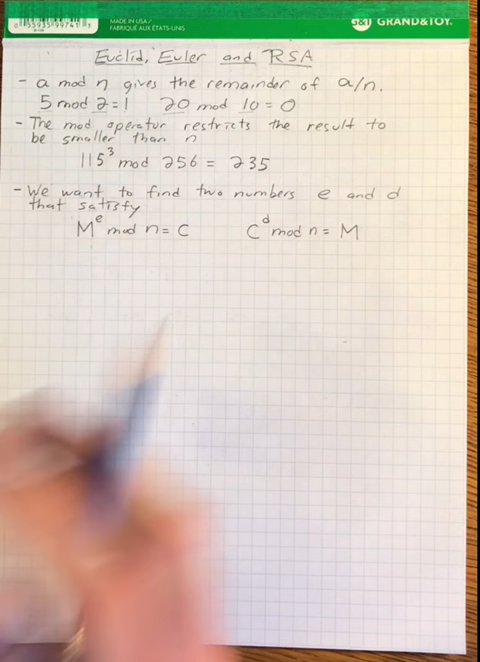 MADE IN USA /
FABRIQUÉ AUX ÉTATS-UNIS
G&T GRAND&TOY.
Euclid, Euler and RSA
- a mod n gives the remainder of a/n.
5 mod 2 = 1 20 mod 10 = 0
- The mod operator restricts the result to
be smaller than n
115³ mod 256 = 235
- We want to find two numbers e and d
that satisfy
Mᵉ mod n = C Cᵈ mod n = M